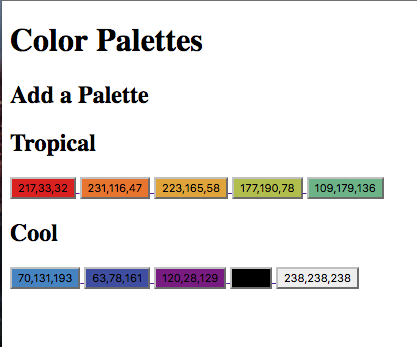 Color Palettes
Add a Palette
Tropical
217,33,32 231,116,47 223,165,58 177,190,78 109,179,136
Cool
70,131,193 63,78,161 120,28,129 238,238,238